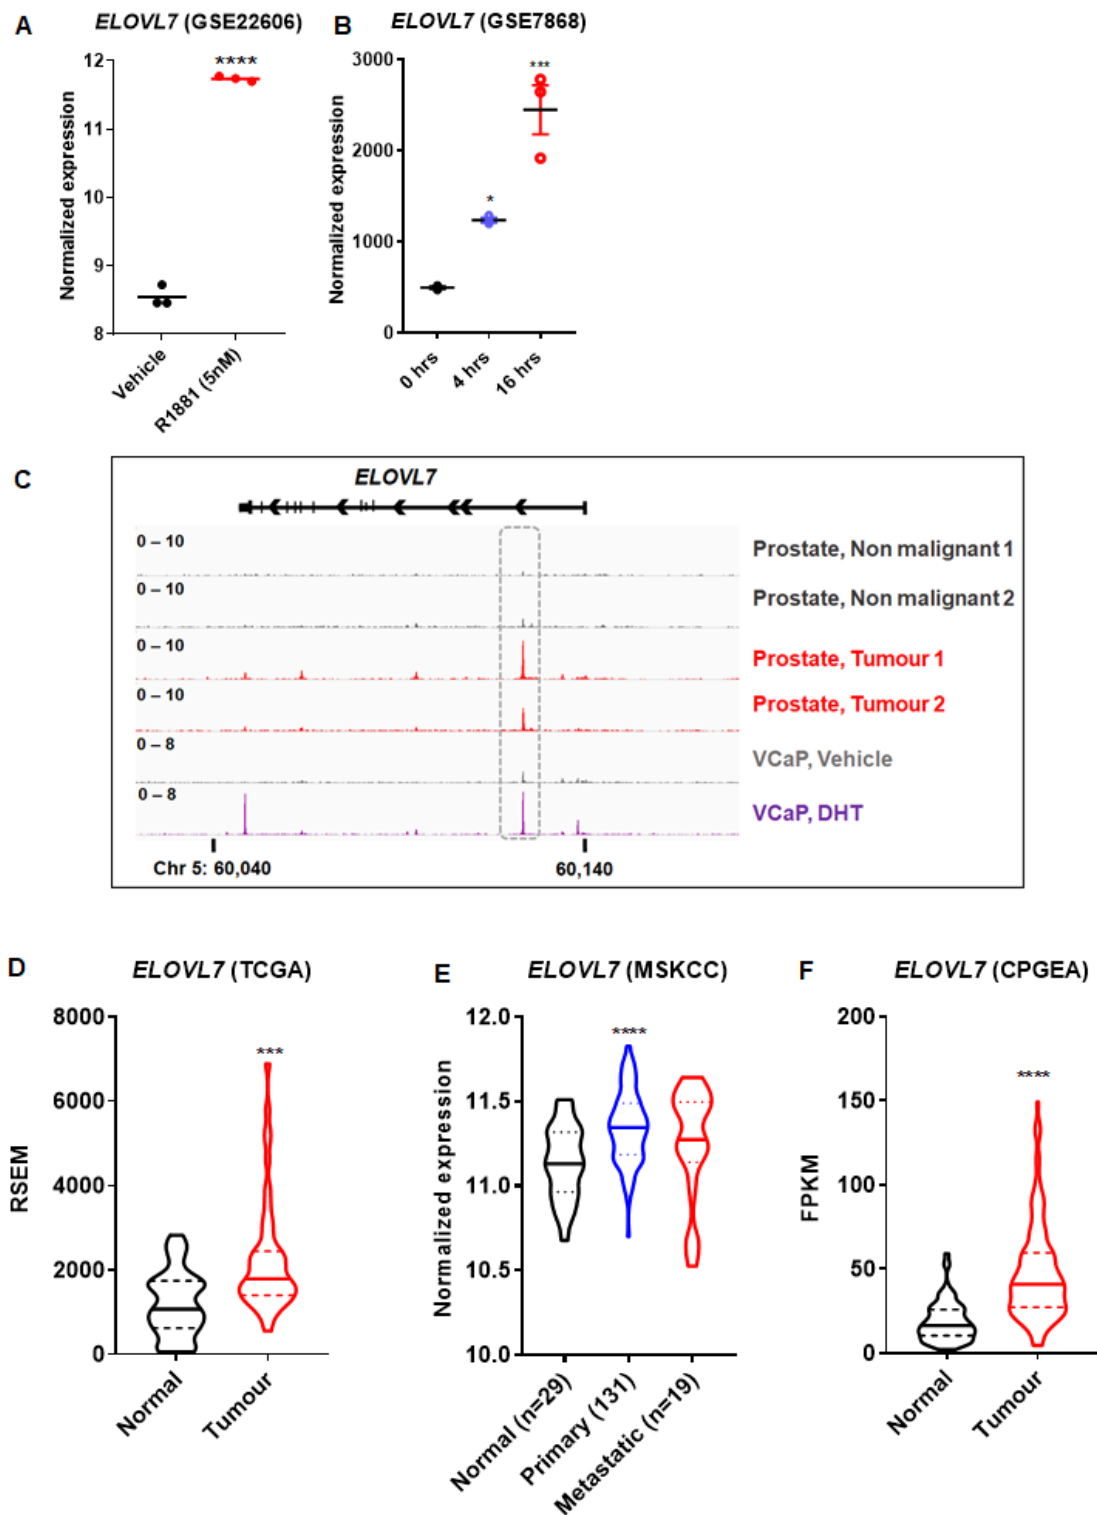 A
ELOVL7 (GSE22606)
Normalized expression
12
11
10
9
8
****
Vehicle
R1881 (5nM)
B
ELOVL7 (GSE7868)
Normalized expression
3000
2000
1000
0
*
***
0 hrs
4 hrs
16 hrs
C
ELOVL7
0 – 10
Prostate, Non malignant 1
0 – 10
Prostate, Non malignant 2
0 – 10
Prostate, Tumour 1
0 – 10
Prostate, Tumour 2
0 – 8
VCaP, Vehicle
0 – 8
VCaP, DHT
Chr 5: 60,040
60,140
D
ELOVL7 (TCGA)
RSEM
8000
6000
4000
2000
0
***
Normal
Tumour
E
ELOVL7 (MSKCC)
Normalized expression
12.0
11.5
11.0
10.5
10.0
****
Normal (n=29)
Primary (131)
Metastatic (n=19)
F
ELOVL7 (CPGEA)
FPKM
200
150
100
50
0
****
Normal
Tumour